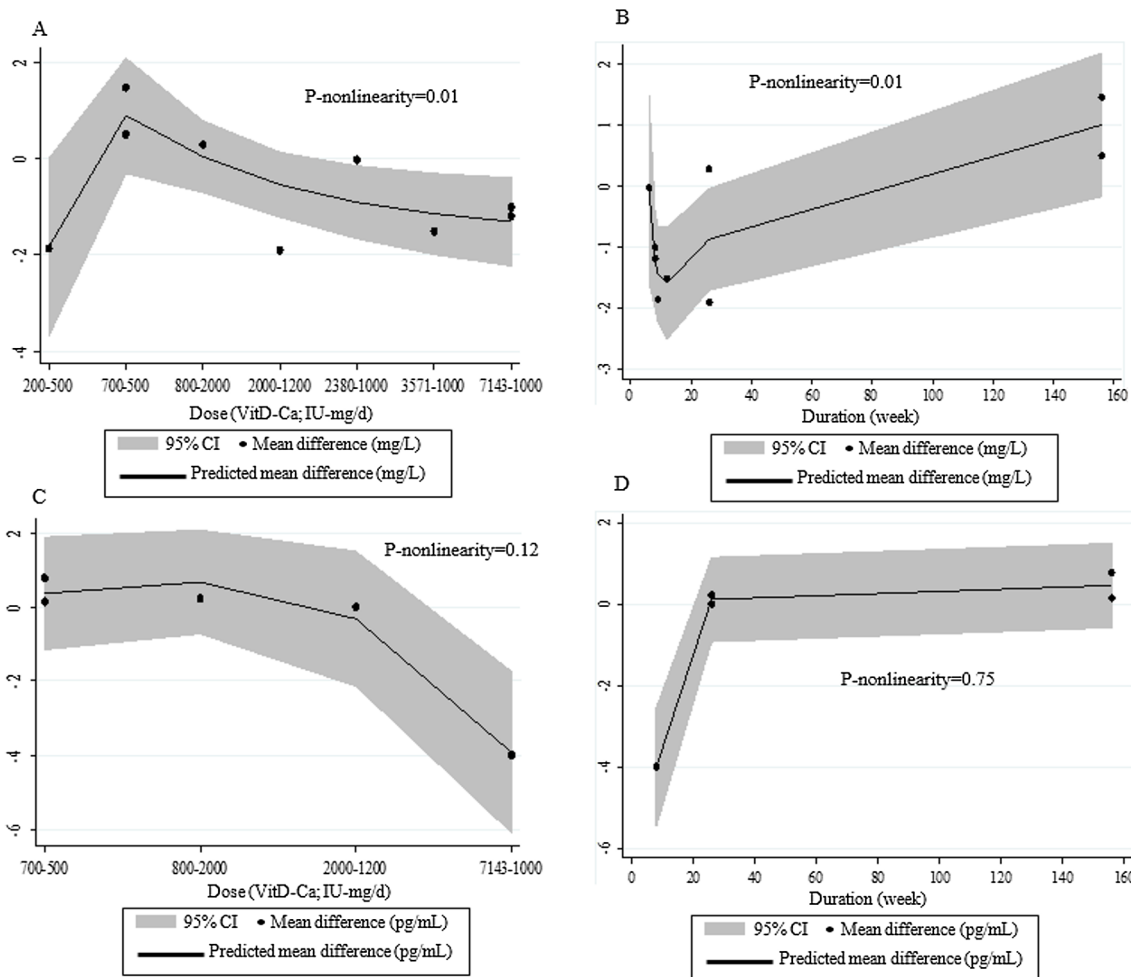 A
2
0
-2
-4
P-nonlinearity=0.01
200-500 700-500 800-2000 2000-1200 2380-1000 3571-1000 7143-1000
Dose (VitD-Ca; IU-mg/d)
95% CI Mean difference (mg/L)
Predicted mean difference (mg/L)
B
2
1
0
-1
-2
-3
P-nonlinearity=0.01
0 20 40 60 80 100 120 140 160
Duration (week)
95% CI Mean difference (mg/L)
Predicted mean difference (mg/L)
C
2
0
-2
-4
-6
P-nonlinearity=0.12
700-500 800-2000 2000-1200 7143-1000
Dose (VitD-Ca; IU-mg/d)
95% CI Mean difference (pg/mL)
Predicted mean difference (pg/mL)
D
2
0
-2
-4
-6
P-nonlinearity=0.75
0 20 40 60 80 100 120 140 160
Duration (week)
95% CI Mean difference (pg/mL)
Predicted mean difference (pg/mL)